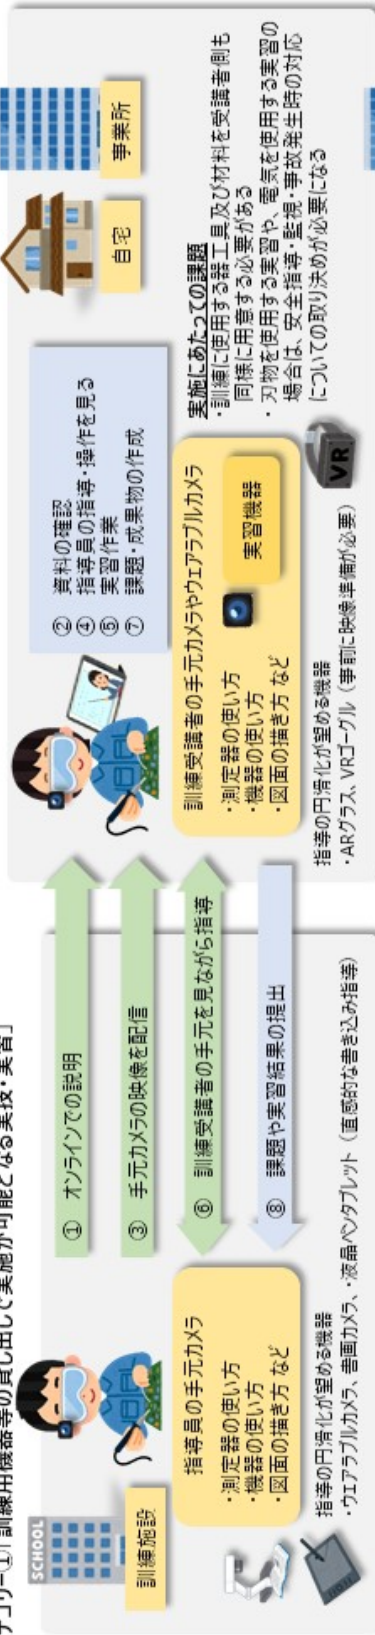 テゴリー①「訓練用機器等の貸し出しで実施が可能となる実技・実習」
SCHOOL
訓練施設
指導員の手元カメラ
・測定器の使い方
・機器の使い方
・図面の描き方 など
指導の円滑化が望める機器
・ウェアラブルカメラ、書画カメラ、・液晶ペンタブレット（直感的な書き込み指導）
① オンラインでの説明
③ 手元カメラの映像を配信
⑥ 訓練受講者の手元を見ながら指導
⑧ 課題や実習結果の提出
② 資料の確認
④ 指導員の指導・操作を見る
⑤ 実習作業
⑦ 課題・成果物の作成
訓練受講者の手元カメラやウェアラブルカメラ
・測定器の使い方
・機器の使い方
・図面の描き方 など
実習機器
指導の円滑化が望める機器
・ARグラス、VRゴーグル（事前に映像準備が必要）
VR
自宅
事業所
実施にあたっての課題
・訓練に使用する器工具及び材料を受講者側も
同様に用意する必要がある
・刃物を使用する実習や、電気を使用する実習の
場合は、安全指導・監視・事故発生時の対応
についての取り決めが必要になる